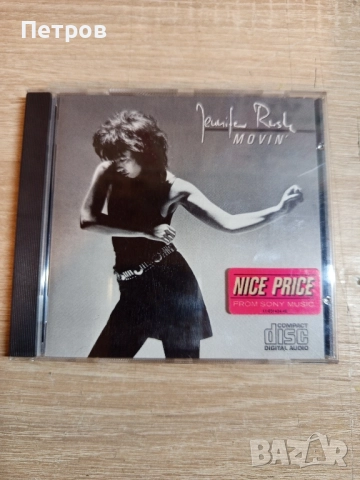 Петров
Jennifer Rush
MOVIN'
NICE PRICE
FROM SONY MUSIC
COMPACT
disc
DIGITAL AUDIO
BAZAR.BG